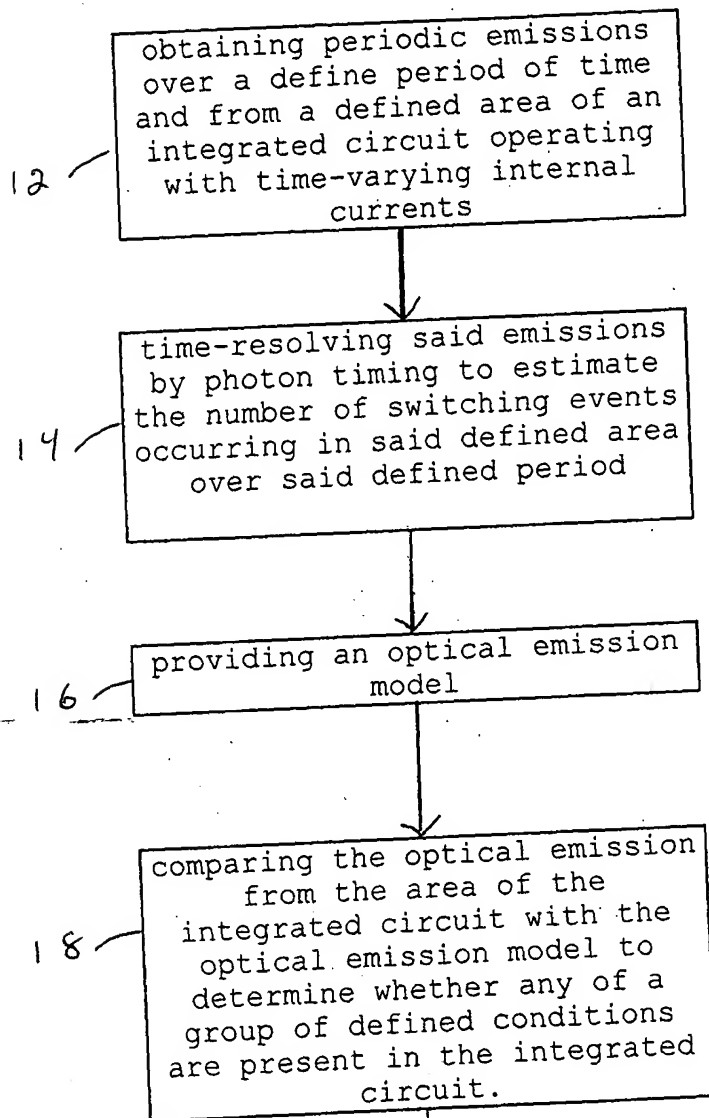 obtaining periodic emissions
over a define period of time
and from a defined area of an
integrated circuit operating
with time-varying internal
currents
12
time-resolving said emissions
by photon timing to estimate
the number of switching events
occurring in said defined area
over said defined period
14
providing an optical emission
model
16
comparing the optical emission
from the area of the
integrated circuit with the
optical emission model to
determine whether any of a
group of defined conditions
are present in the integrated
circuit.
18